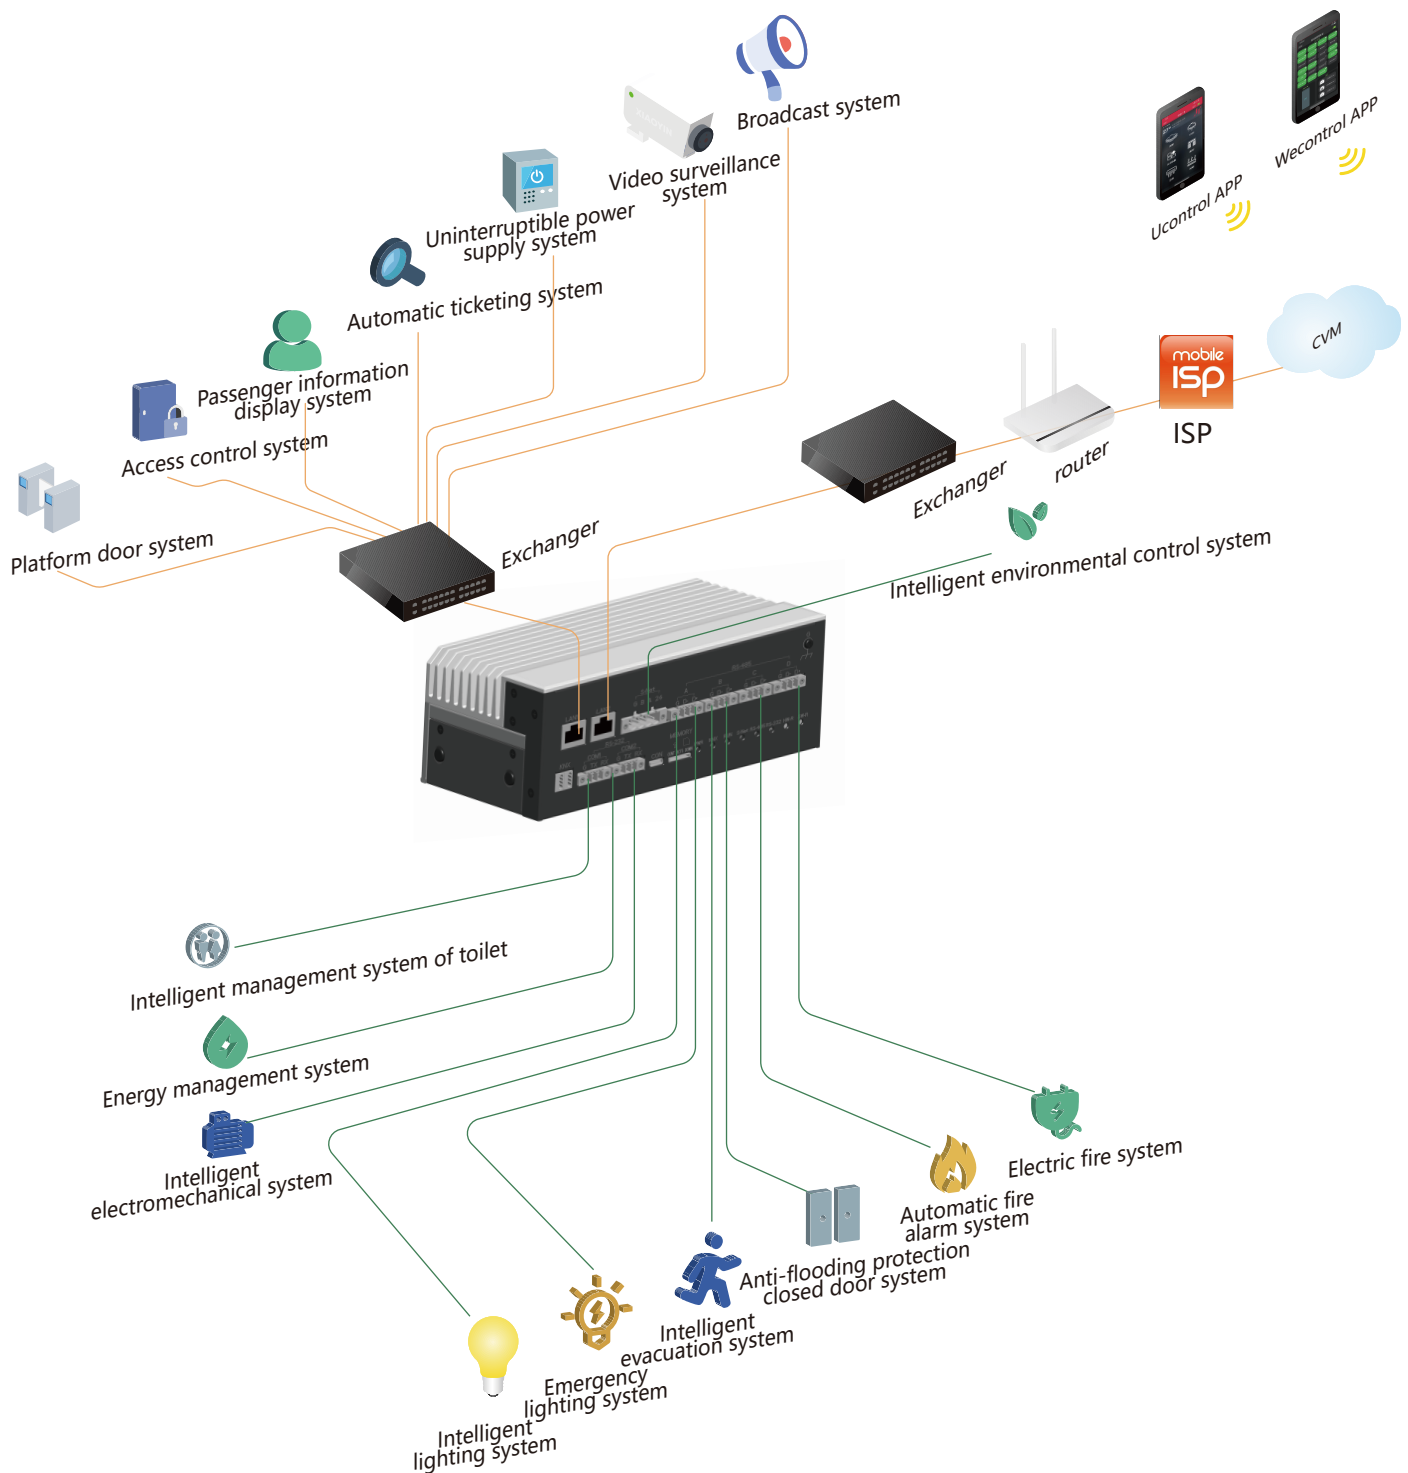 Broadcast system
Video surveillance
system
Uninterruptible power
supply system
Automatic ticketing system
Passenger information
display system
Access control system
Platform door system
Exchanger
Wecontrol APP
Ucontrol APP
CVM
mobile
ISP
ISP
router
Exchanger
Intelligent environmental control system
Intelligent management system of toilet
Energy management system
Intelligent
electromechanical system
Intelligent
lighting system
Emergency
lighting system
Intelligent
evacuation system
Anti-flooding protection
closed door system
Automatic fire
alarm system
Electric fire system